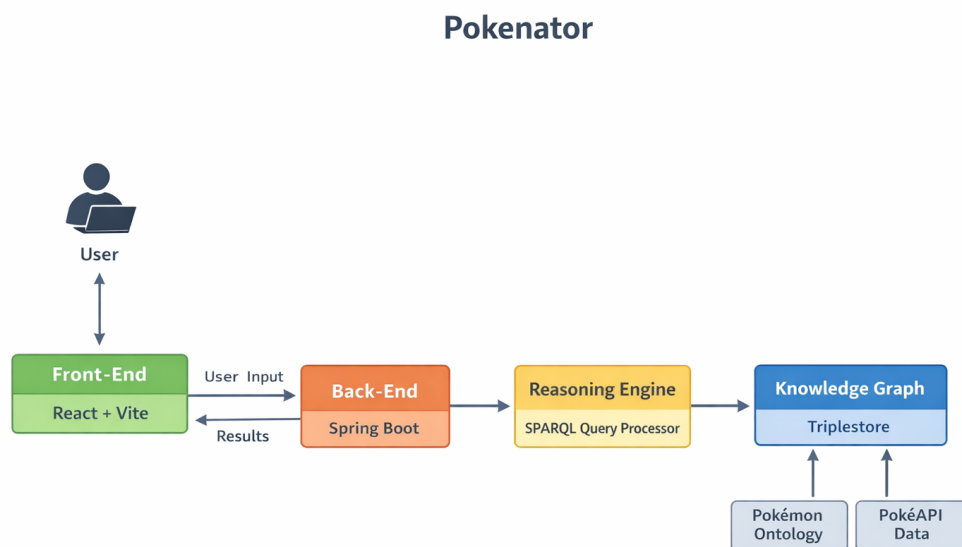 Pokenator
User
Front-End
React + Vite
User Input
Results
Back-End
Spring Boot
Reasoning Engine
SPARQL Query Processor
Knowledge Graph
Triplestore
Pokémon
Ontology
PokéAPI
Data